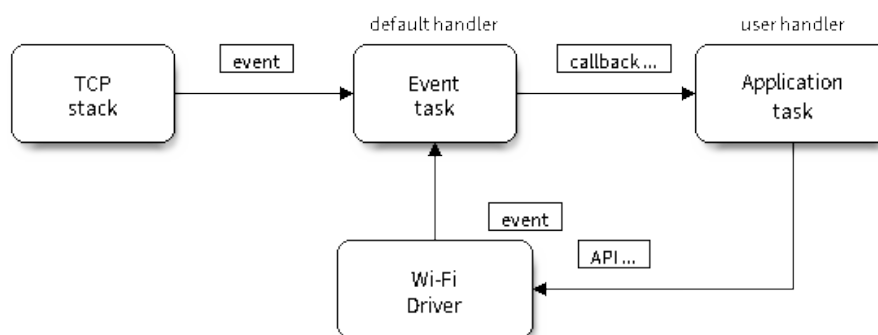 default handler
user handler
TCP
stack
event
Event
task
callback ...
Application
task
event
Wi-Fi
Driver
API ...